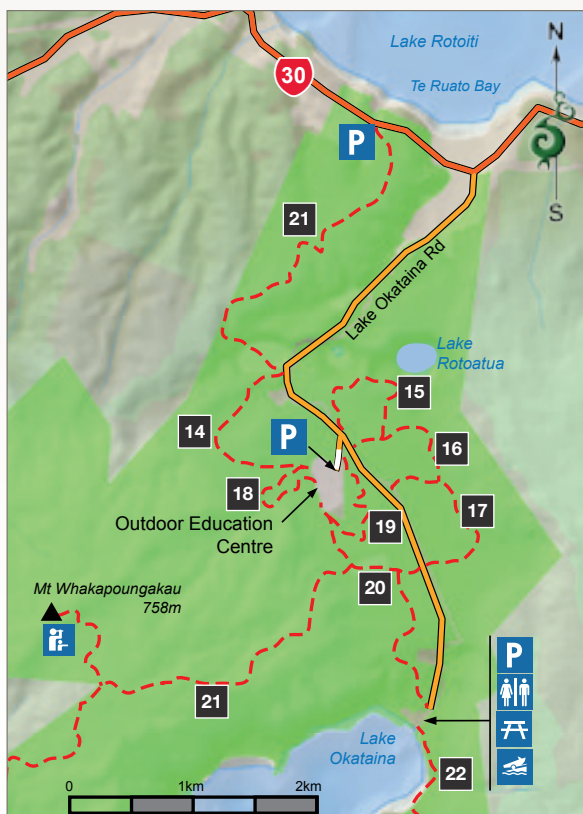 Lake Rotoiti
N
30
Te Ruato Bay
P
S
21
Lake Okataina Rd
Lake
Rotoatua
15
14
P
16
18
17
Outdoor Education
Centre
19
Mt Whakapoungakau
758m
20
P
21
Lake
Okataina
22
0
1km
2km